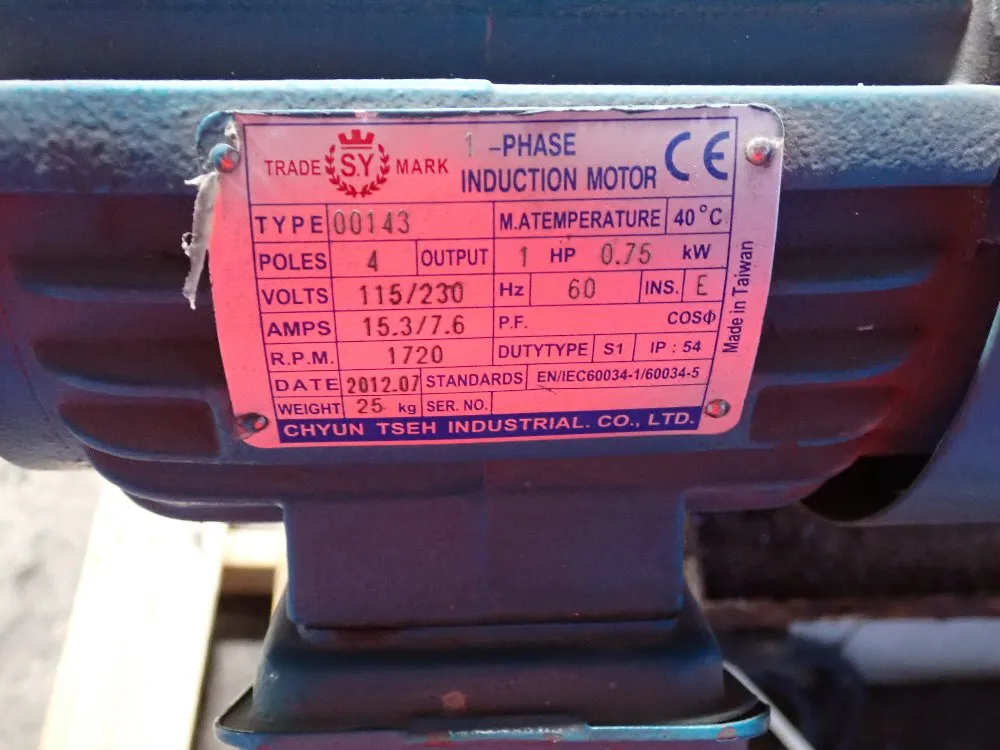 TRADE S.Y MARK
1 -PHASE
INDUCTION MOTOR
CE
TYPE 00143 M.ATEMPERATURE 40°C
POLES 4 OUTPUT 1 HP 0.75 kW
VOLTS 115/230 Hz 60 INS. E
AMPS 15.3/7.6 P.F. COSϕ
R.P.M. 1720 DUTYTYPE S1 IP : 54
DATE 2012.07 STANDARDS EN/IEC60034-1/60034-5
WEIGHT 25 kg SER. NO.
CHYUN TSEH INDUSTRIAL. CO., LTD.
Made in Taiwan